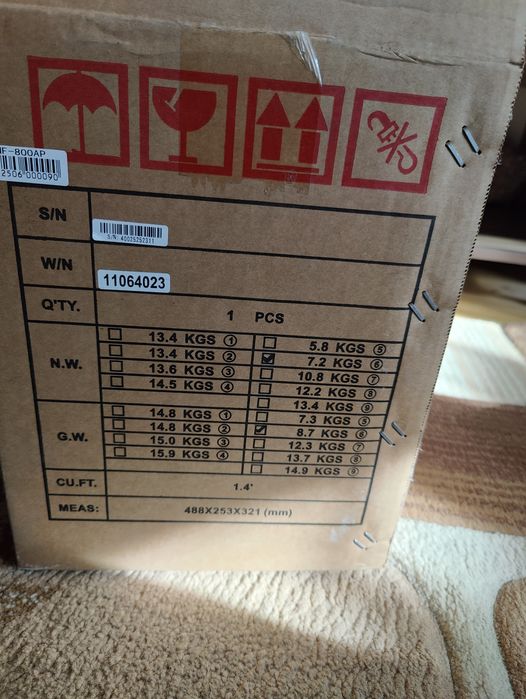 -800AP
2506 000090
S/N
S/N: 40025252311
W/N
11064023
Q'TY.
1 PCS
N.W.
13.4 KGS ①
13.4 KGS ②
13.6 KGS ③
14.5 KGS ④
5.8 KGS ⑤
7.2 KGS ⑥
10.8 KGS ⑦
12.2 KGS ⑧
13.4 KGS ⑨
G.W.
14.8 KGS ①
14.8 KGS ②
15.0 KGS ③
15.9 KGS ④
7.3 KGS ⑤
8.7 KGS ⑥
12.3 KGS ⑦
13.7 KGS ⑧
14.9 KGS ⑨
CU.FT.
1.4'
MEAS:
488X253X321 (mm)